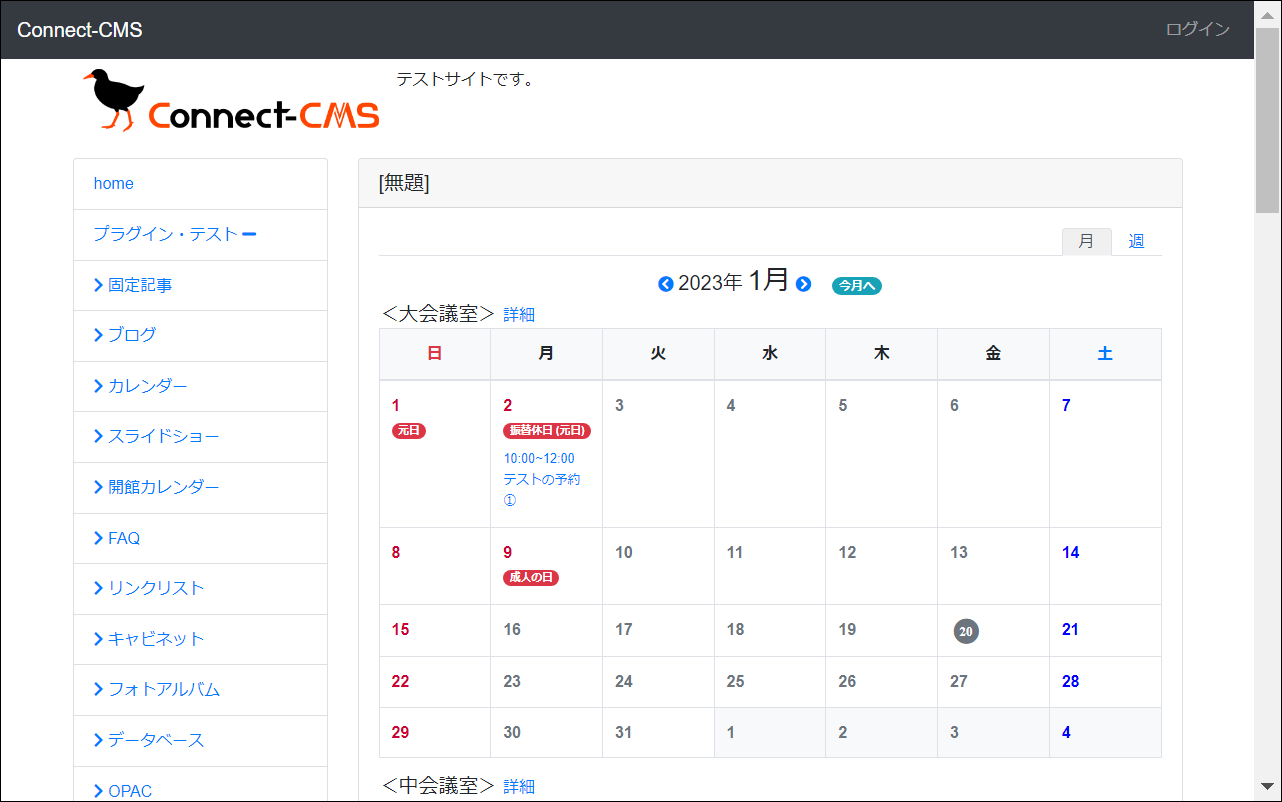 Connect-CMS
ログイン
Connect-CMS
テストサイトです。
home
プラグイン・テスト
固定記事
ブログ
カレンダー
スライドショー
開館カレンダー
FAQ
リンクリスト
キャビネット
フォトアルバム
データベース
OPAC
[無題]
月 週
2023年 1月 今月へ
＜大会議室＞ 詳細
日 月 火 水 木 金 土
1 2 3 4 5 6 7
元日 振替休日 (元日)
10:00~12:00
テストの予約
①
8 9 10 11 12 13 14
成人の日
15 16 17 18 19 20 21
22 23 24 25 26 27 28
29 30 31 1 2 3 4
＜中会議室＞ 詳細